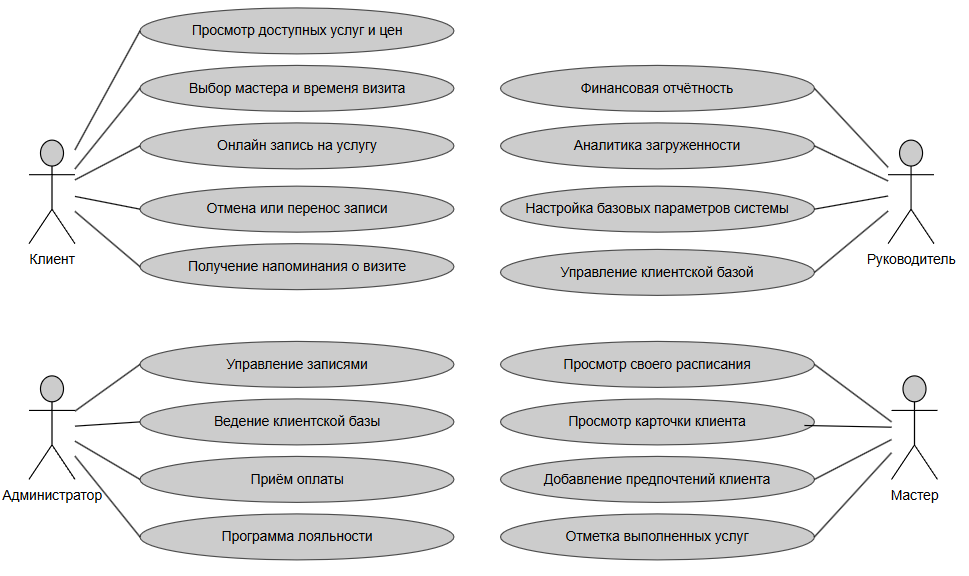 Просмотр доступных услуг и цен
Выбор мастера и временя визита
Онлайн запись на услугу
Отмена или перенос записи
Получение напоминания о визите
Клиент
Финансовая отчётность
Аналитика загруженности
Настройка базовых параметров системы
Управление клиентской базой
Руководитель
Управление записями
Ведение клиентской базы
Приём оплаты
Программа лояльности
Администратор
Просмотр своего расписания
Просмотр карточки клиента
Добавление предпочтений клиента
Отметка выполненных услуг
Мастер